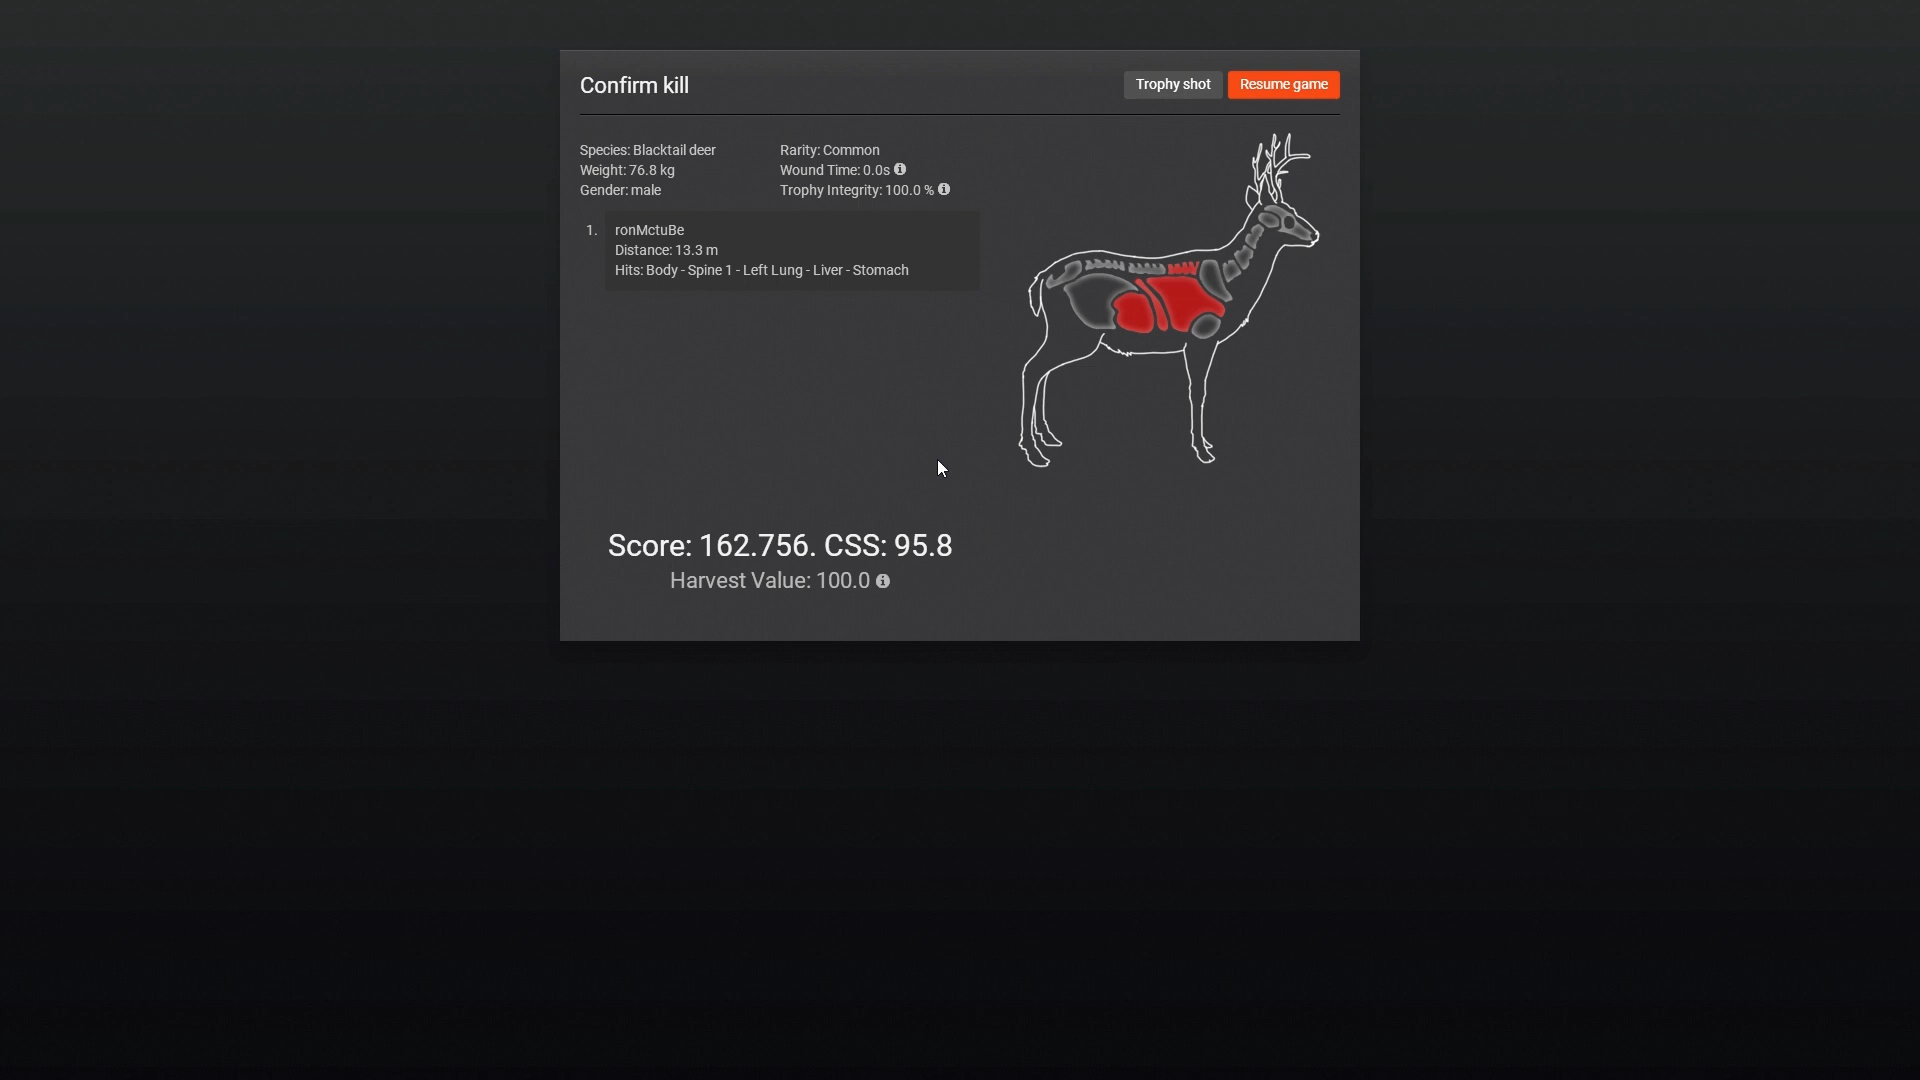 Confirm kill
Trophy shot
Resume game
Species: Blacktail deer
Weight: 76.8 kg
Gender: male
Rarity: Common
Wound Time: 0.0s
Trophy Integrity: 100.0 %
1.
ronMctuBe
Distance: 13.3 m
Hits: Body - Spine 1 - Left Lung - Liver - Stomach
Score: 162.756. CSS: 95.8
Harvest Value: 100.0